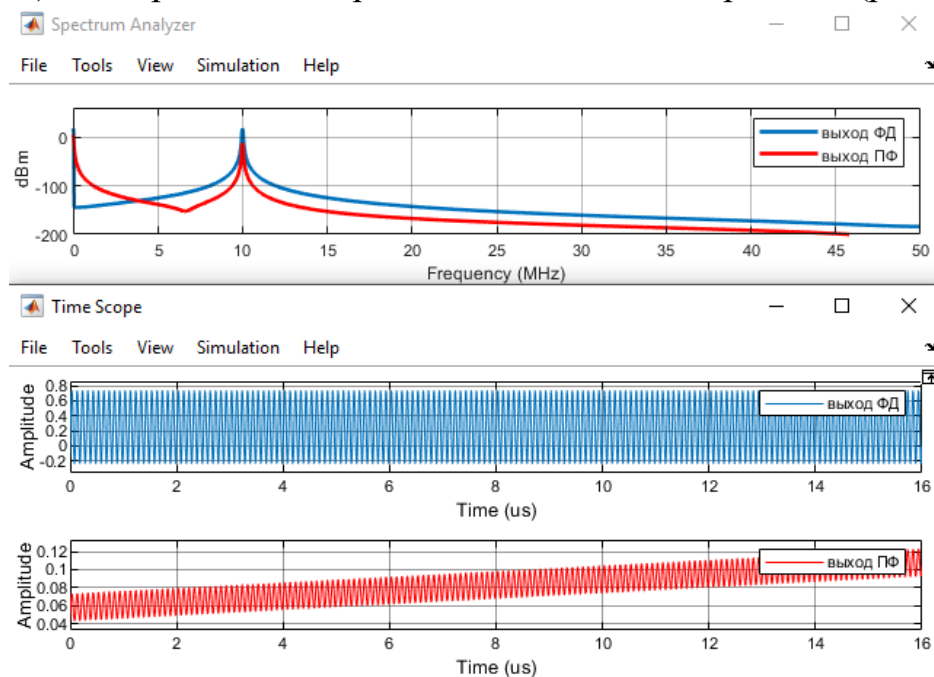 Spectrum Analyzer
File Tools View Simulation Help
0
-100
-200
dBm
выход ФД
выход ПФ
0 5 10 15 20 25 30 35 40 45 50
Frequency (MHz)
Time Scope
File Tools View Simulation Help
0.8
0.6
0.4
0.2
0
-0.2
Amplitude
выход ФД
0 2 4 6 8 10 12 14 16
Time (us)
0.12
0.1
0.08
0.06
0.04
Amplitude
выход ПФ
0 2 4 6 8 10 12 14 16
Time (us)